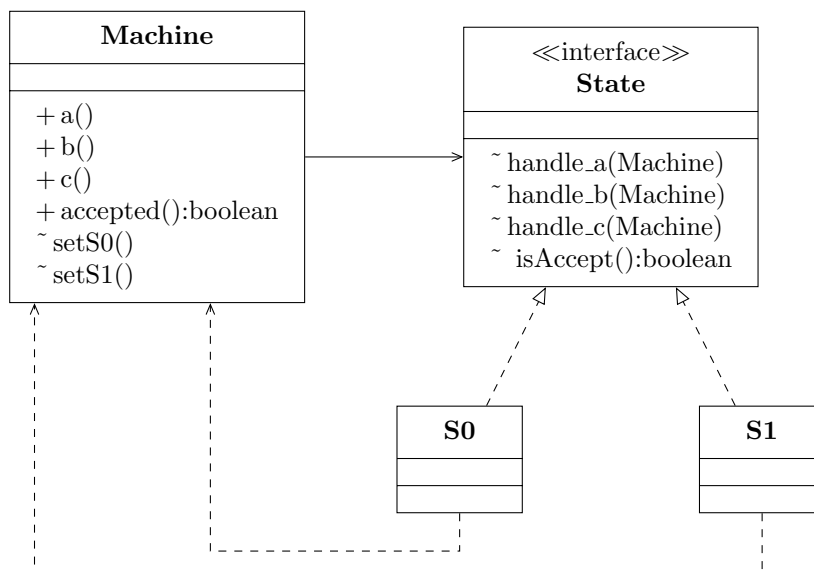 Machine
+ a()
+ b()
+ c()
+ accepted():boolean
~ setS0()
~ setS1()
≪interface≫
State
~ handle_a(Machine)
~ handle_b(Machine)
~ handle_c(Machine)
~ isAccept():boolean
S0
S1